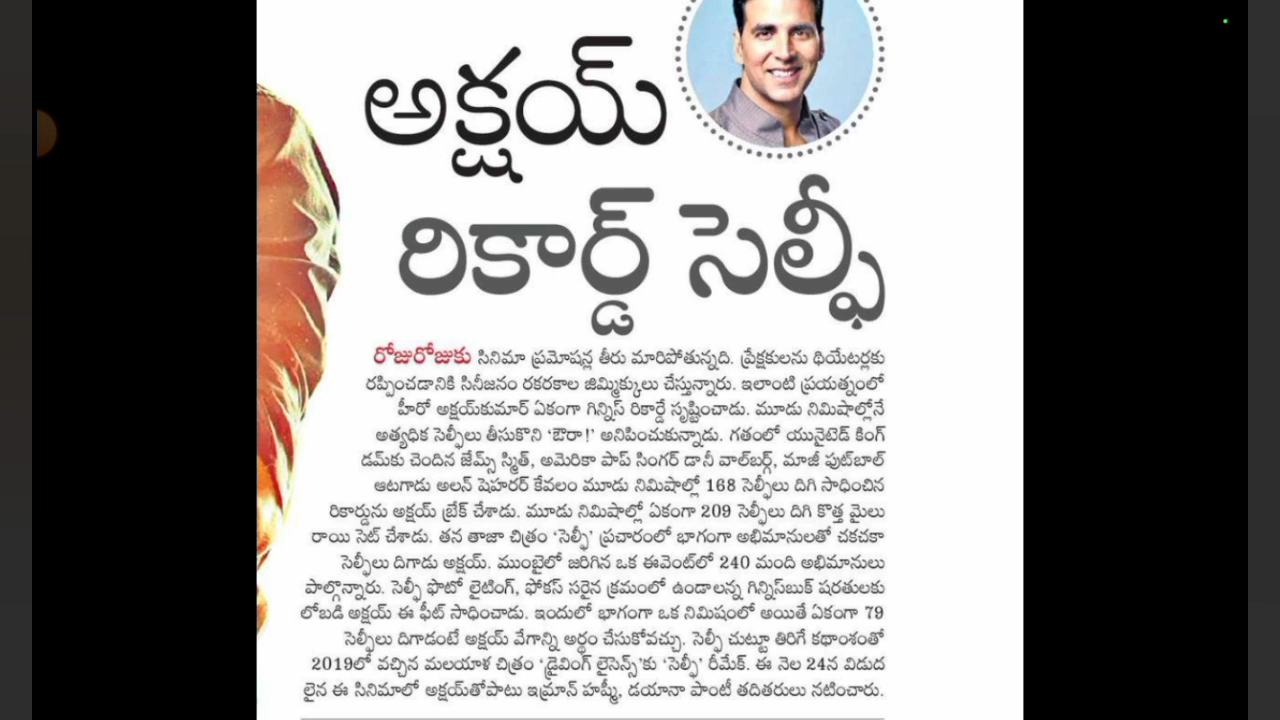 అక్షయ్
రికార్డ్ సెల్ఫీ
రోజురోజుకు సినిమా ప్రమోషన్ల తీరు మారిపోతున్నది. ప్రేక్షకులను థియేటర్లకు
రప్పించడానికి సినీజనం రకరకాల జిమ్మిక్కులు చేస్తున్నారు. ఇలాంటి ప్రయత్నంలో
హీరో అక్షయ్‌కుమార్ ఏకంగా గిన్నిస్ రికార్డే సృష్టించాడు. మూడు నిమిషాల్లోనే
అత్యధిక సెల్ఫీలు తీసుకొని ‘ఔరా!’ అనిపించుకున్నాడు. గతంలో యునైటెడ్ కింగ్
డమ్‌కు చెందిన జేమ్స్ స్మిత్, అమెరికా పాప్ సింగర్ డానీ వాల్‌బర్గ్, మాజీ ఫుట్‌బాల్
ఆటగాడు అలన్ షెహరర్ కేవలం మూడు నిమిషాల్లో 168 సెల్ఫీలు దిగి సాధించిన
రికార్డును అక్షయ్ బ్రేక్ చేశాడు. మూడు నిమిషాల్లో ఏకంగా 209 సెల్ఫీలు దిగి కొత్త మైలు
రాయి సెట్ చేశాడు. తన తాజా చిత్రం ‘సెల్ఫీ’ ప్రచారంలో భాగంగా అభిమానులతో చకచకా
సెల్ఫీలు దిగాడు అక్షయ్. ముంబైలో జరిగిన ఒక ఈవెంట్‌లో 240 మంది అభిమానులు
పాల్గొన్నారు. సెల్ఫీ ఫొటో లైటింగ్, ఫోకస్ సరైన క్రమంలో ఉండాలన్న గిన్నిస్‌బుక్ షరతులకు
లోబడి అక్షయ్ ఈ ఫీట్ సాధించాడు. ఇందులో భాగంగా ఒక నిమిషంలో అయితే ఏకంగా 79
సెల్ఫీలు దిగాడంటే అక్షయ్ వేగాన్ని అర్థం చేసుకోవచ్చు. సెల్ఫీ చుట్టూ తిరిగే కథాంశంతో
2019లో వచ్చిన మలయాళ చిత్రం ‘డ్రైవింగ్ లైసెన్స్’కు ‘సెల్ఫీ’ రీమేక్. ఈ నెల 24న విడుద
లైన ఈ సినిమాలో అక్షయ్‌తోపాటు ఇమ్రాన్ హష్మీ, డయానా పాంటీ తదితరులు నటించారు.